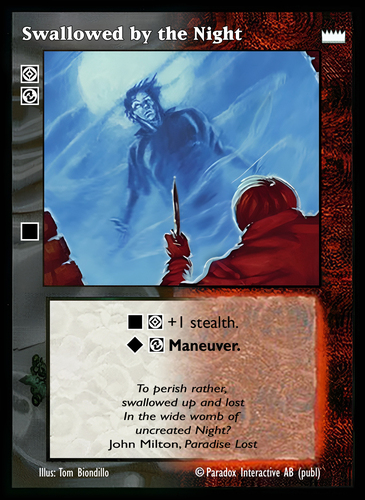 Swallowed by the Night
+1 stealth.
Maneuver.
To perish rather,
swallowed up and lost
In the wide womb of
uncreated Night?
John Milton, Paradise Lost
Illus: Tom Biondillo
© Paradox Interactive AB (publ)